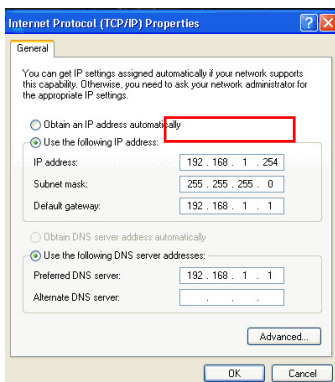 Internet Protocol (TCP/IP) Properties
General
You can get IP settings assigned automatically if your network supports
this capability. Otherwise, you need to ask your network administrator for
the appropriate IP settings.
Obtain an IP address automatically
Use the following IP address:
IP address: 192 . 168 . 1 . 254
Subnet mask: 255 . 255 . 255 . 0
Default gateway: 192 . 168 . 1 . 1
Obtain DNS server address automatically
Use the following DNS server addresses:
Preferred DNS server: 192 . 168 . 1 . 1
Alternate DNS server: . . .
Advanced...
OK Cancel